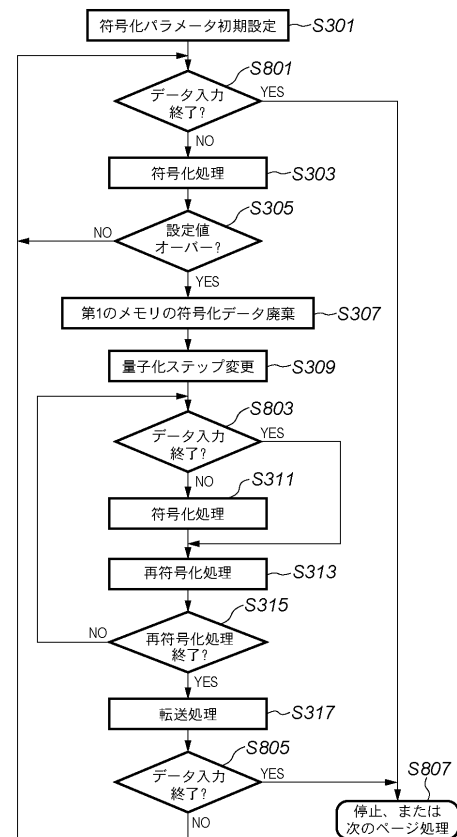 符号化パラメータ初期設定
S301
S801
データ入力
終了?
YES
NO
符号化処理
S303
S305
設定値
オーバー?
NO
YES
第1のメモリの符号化データ廃棄
S307
量子化ステップ変更
S309
S803
データ入力
終了?
YES
NO
S311
符号化処理
再符号化処理
S313
S315
再符号化処理
終了?
NO
YES
転送処理
S317
S805
データ入力
終了?
YES
NO
S807
停止、または
次のページ処理